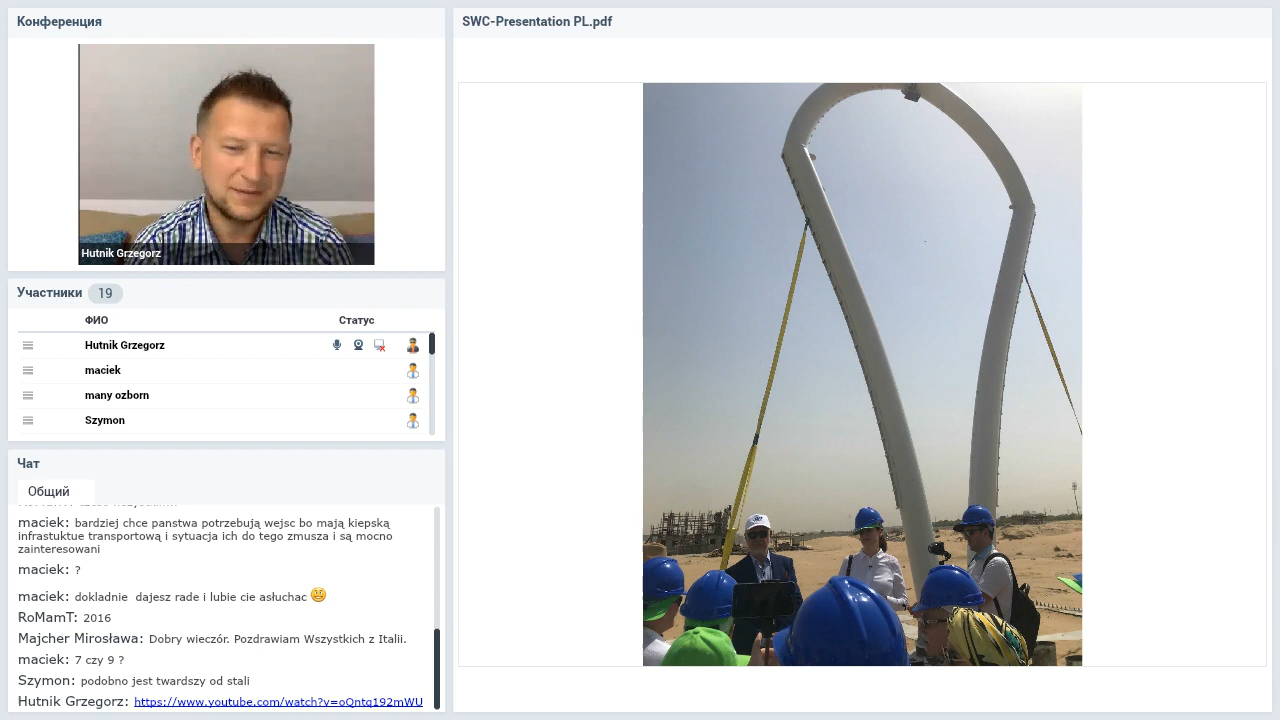 Конференция
Hutnik Grzegorz
Участники 19
ФИО Статус
Hutnik Grzegorz
maciek
many ozborn
Szymon
Чат
Общий
maciek: bardziej chce panstwa potrzebują wejsc bo mają kiepską
infrastuktue transportową i sytuacja ich do tego zmusza i są mocno
zainteresowani
maciek: ?
maciek: dokladnie dajesz rade i lubie cie asłuchac
RoMamT: 2016
Majcher Mirosława: Dobry wieczór. Pozdrawiam Wszystkich z Italii.
maciek: 7 czy 9 ?
Szymon: podobno jest twardszy od stali
Hutnik Grzegorz: https://www.youtube.com/watch?v=oQntq192mWU
SWC-Presentation PL.pdf